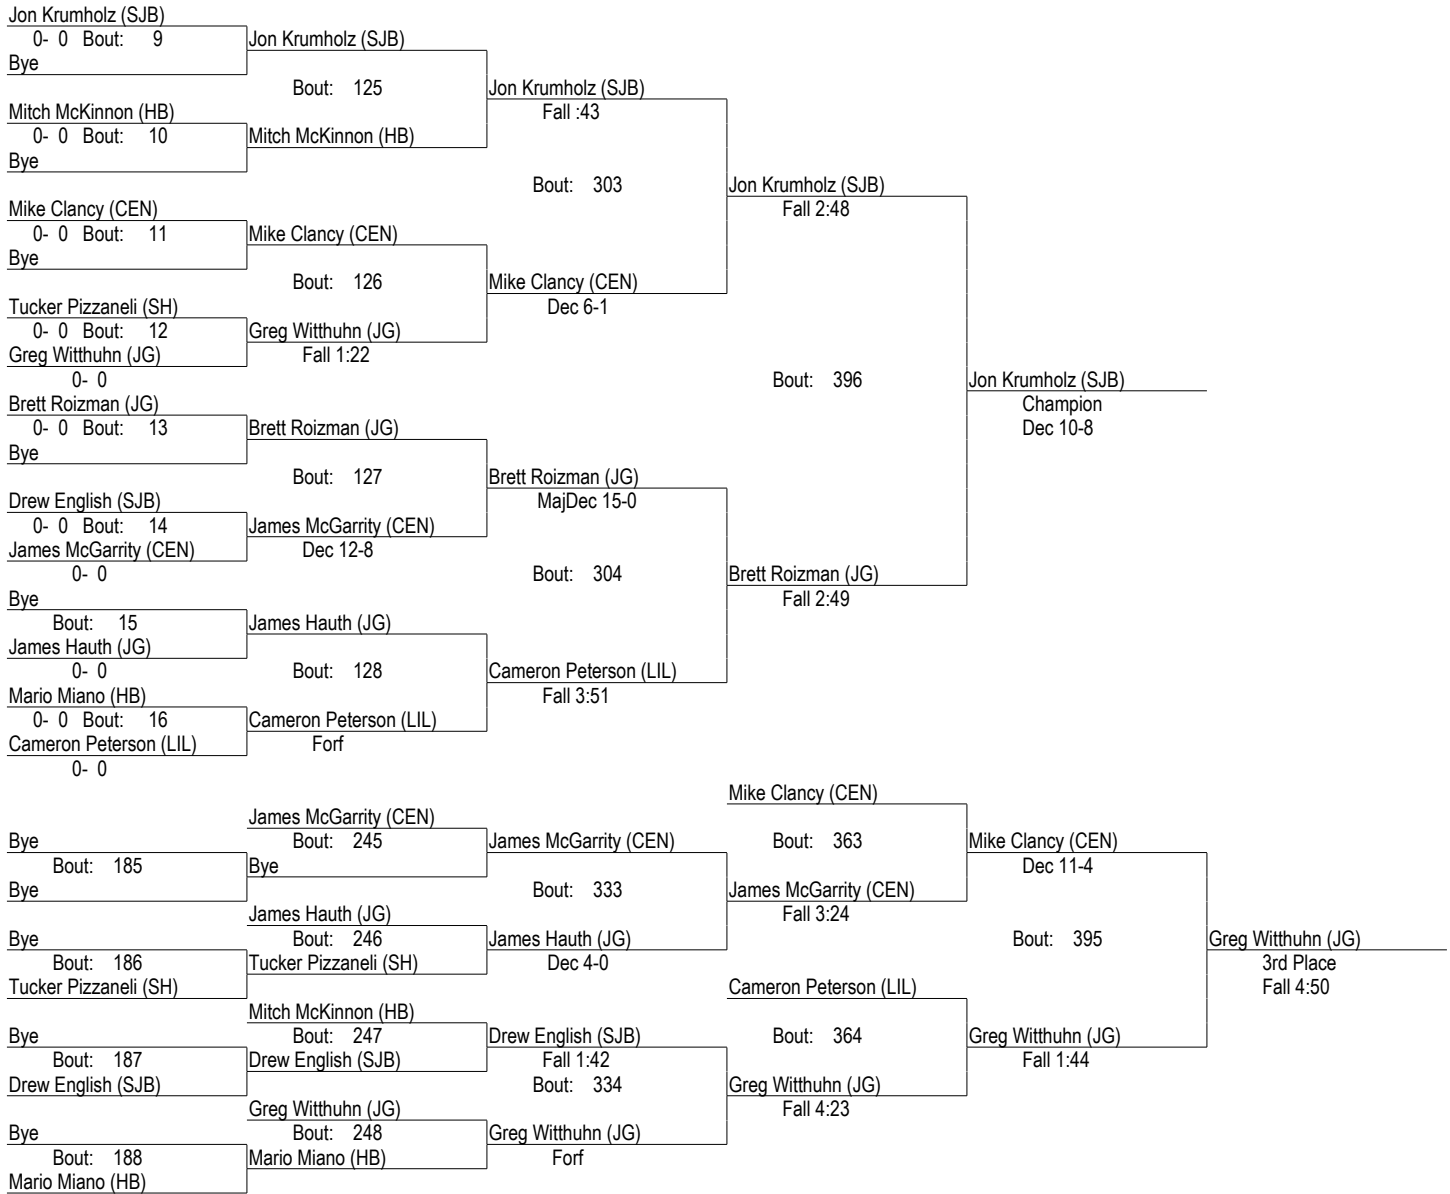 Jon Krumholz (SJB)
0- 0 Bout: 9
Jon Krumholz (SJB)
Bye
Bout: 125
Jon Krumholz (SJB)
Mitch McKinnon (HB)
Fall :43
0- 0 Bout: 10
Mitch McKinnon (HB)
Bye
Bout: 303
Jon Krumholz (SJB)
Mike Clancy (CEN)
Fall 2:48
0- 0 Bout: 11
Mike Clancy (CEN)
Bye
Bout: 126
Mike Clancy (CEN)
Tucker Pizzaneli (SH)
Dec 6-1
0- 0 Bout: 12
Greg Witthuhn (JG)
Greg Witthuhn (JG)
Fall 1:22
0- 0
Bout: 396
Jon Krumholz (SJB)
Brett Roizman (JG)
Champion
0- 0 Bout: 13
Brett Roizman (JG)
Dec 10-8
Bye
Bout: 127
Brett Roizman (JG)
Drew English (SJB)
MajDec 15-0
0- 0 Bout: 14
James McGarrity (CEN)
James McGarrity (CEN)
Dec 12-8
0- 0
Bout: 304
Brett Roizman (JG)
Bye
Fall 2:49
Bout: 15
James Hauth (JG)
James Hauth (JG)
0- 0
Bout: 128
Cameron Peterson (LIL)
Mario Miano (HB)
Fall 3:51
0- 0 Bout: 16
Cameron Peterson (LIL)
Cameron Peterson (LIL)
Forf
0- 0
Mike Clancy (CEN)
James McGarrity (CEN)
Bye
Bout: 245
James McGarrity (CEN)
Bout: 363
Mike Clancy (CEN)
Bout: 185
Bye
Dec 11-4
Bye
Bout: 333
James McGarrity (CEN)
James Hauth (JG)
Fall 3:24
Bye
Bout: 246
James Hauth (JG)
Bout: 395
Greg Witthuhn (JG)
Bout: 186
Tucker Pizzaneli (SH)
Dec 4-0
3rd Place
Tucker Pizzaneli (SH)
Cameron Peterson (LIL)
Fall 4:50
Mitch McKinnon (HB)
Bye
Bout: 247
Drew English (SJB)
Bout: 364
Greg Witthuhn (JG)
Bout: 187
Drew English (SJB)
Fall 1:42
Fall 1:44
Drew English (SJB)
Bout: 334
Greg Witthuhn (JG)
Greg Witthuhn (JG)
Fall 4:23
Bye
Bout: 248
Greg Witthuhn (JG)
Bout: 188
Mario Miano (HB)
Forf
Mario Miano (HB)